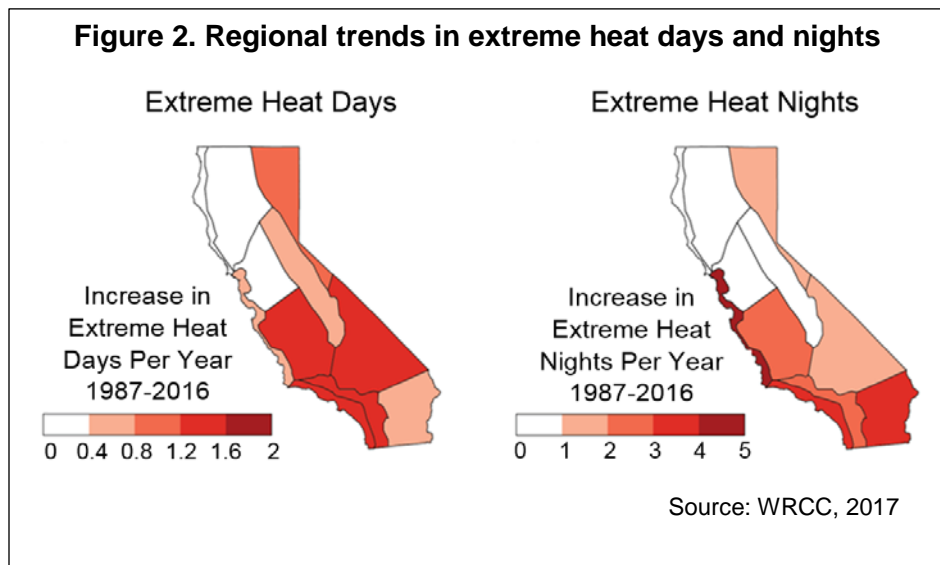 Figure 2. Regional trends in extreme heat days and nights
Extreme Heat Days
Increase in
Extreme Heat
Days Per Year
1987-2016
0 0.4 0.8 1.2 1.6 2
Extreme Heat Nights
Increase in
Extreme Heat
Nights Per Year
1987-2016
0 1 2 3 4 5
Source: WRCC, 2017